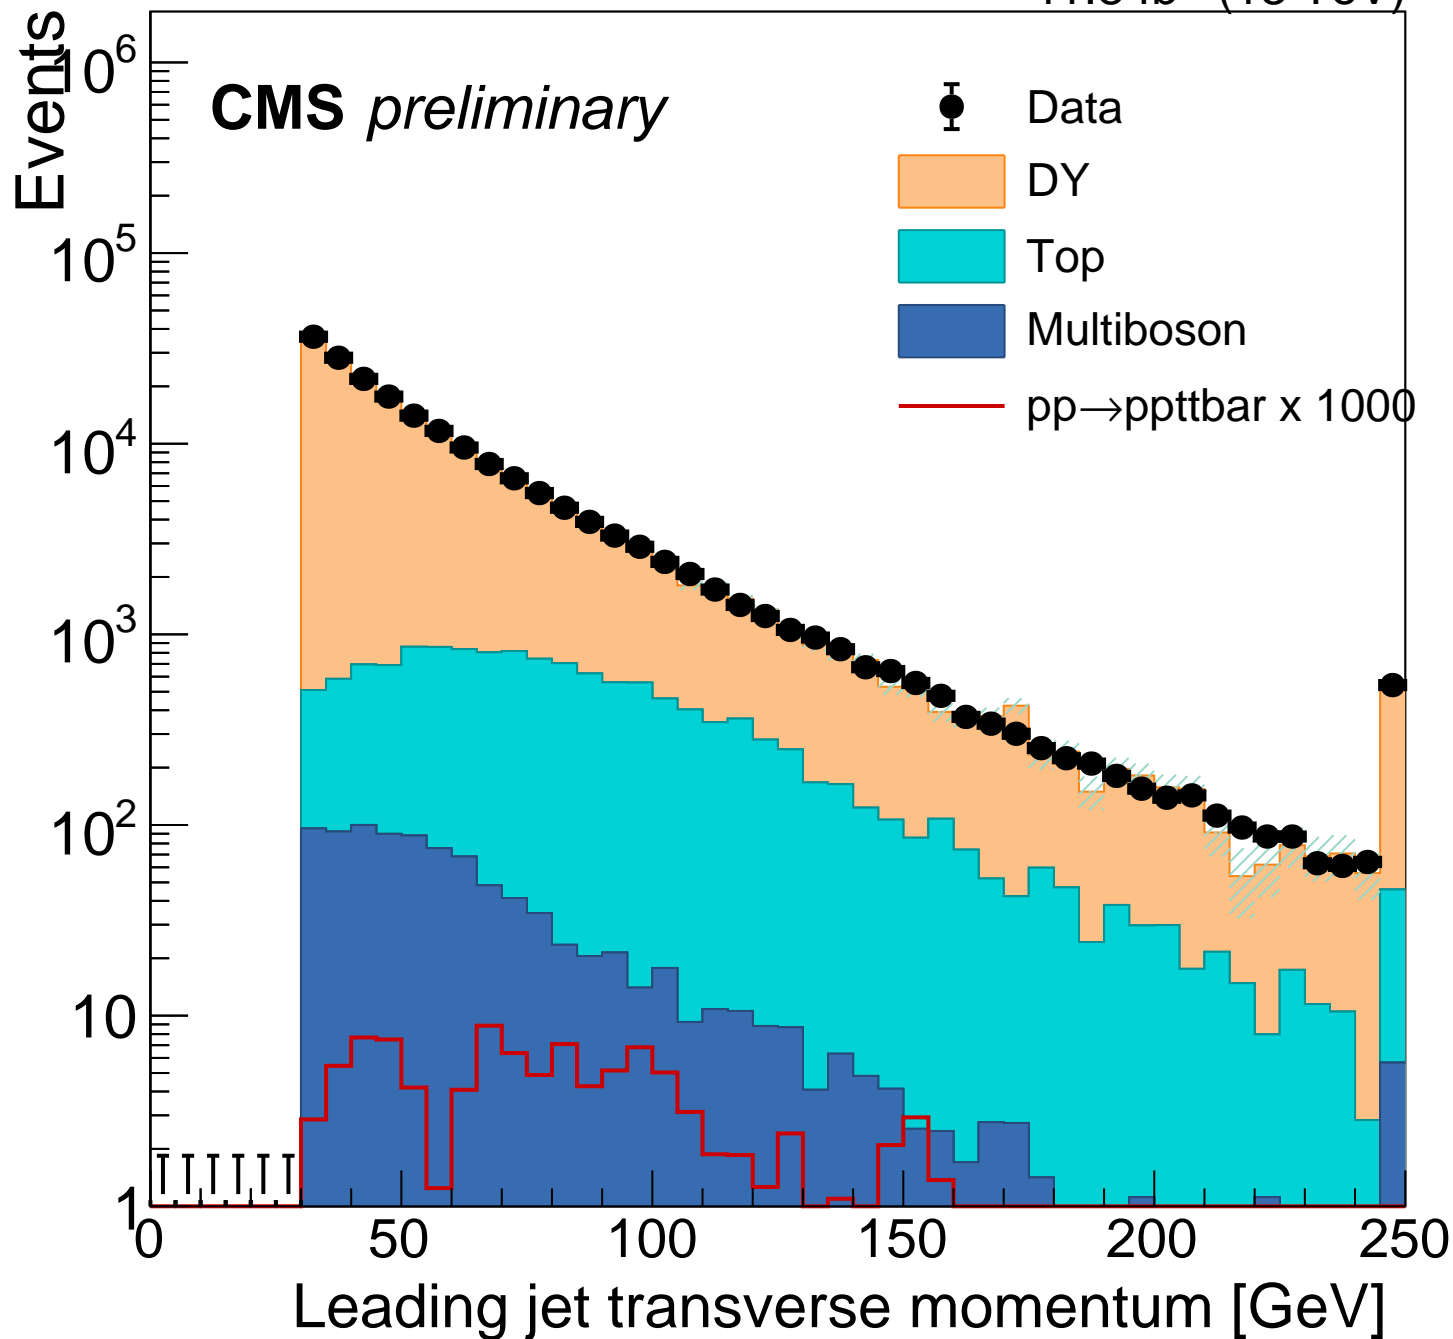 Events
CMS preliminary
Data
DY
Top
Multiboson
pp→ppttbar x 1000
10⁶
10⁵
10⁴
10³
10²
10
1
0 50 100 150 200 250
Leading jet transverse momentum [GeV]